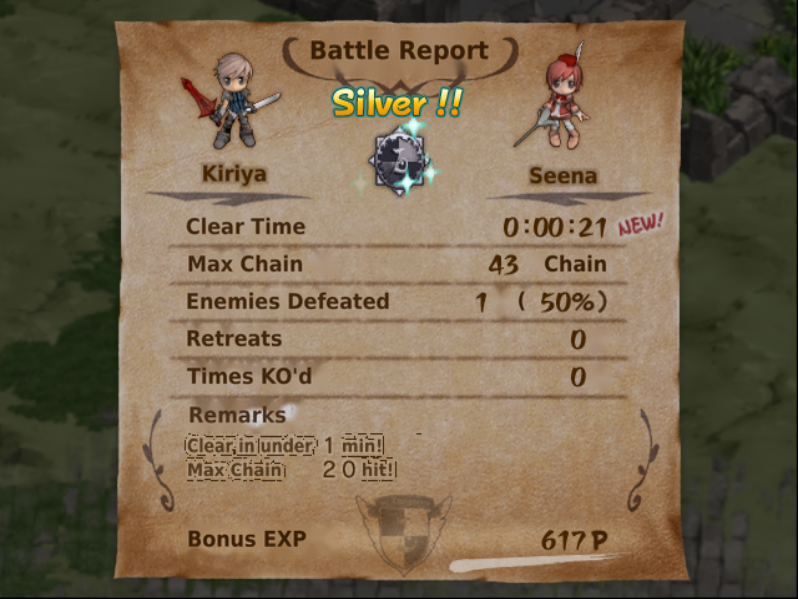 Battle Report
Silver !!
Kiriya
Seena
Clear Time 0:00:21 NEW!
Max Chain 43 Chain
Enemies Defeated 1 ( 50%)
Retreats 0
Times KO'd 0
Remarks
Clear in under 1 min!
Max Chain 20 hit!
Bonus EXP 617P